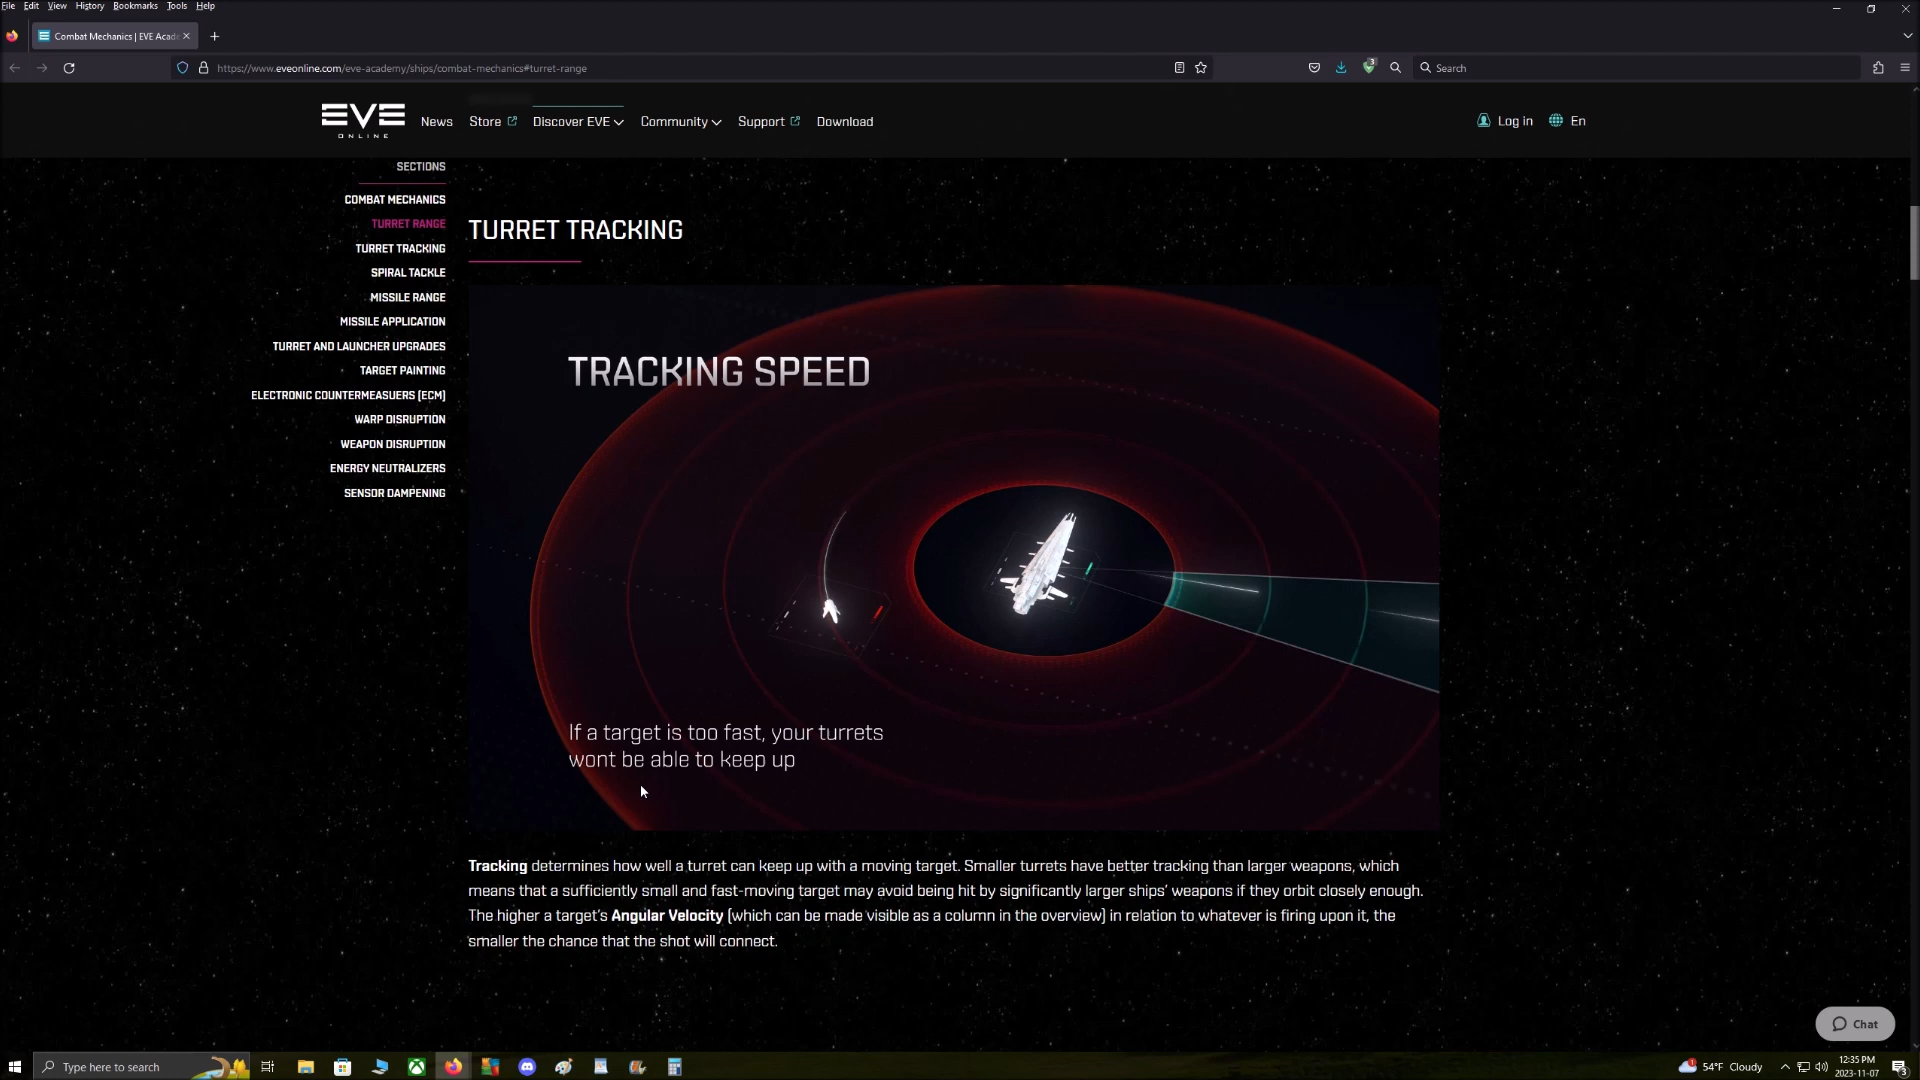 File Edit View History Bookmarks Tools Help
Combat Mechanics | EVE Acade
https://www.eveonline.com/eve-academy/ships/combat-mechanics#turret-range
3
Search
EVE
ONLINE
News
Store
Discover EVE
Community
Support
Download
Log in
En
SECTIONS
COMBAT MECHANICS
TURRET RANGE
TURRET TRACKING
SPIRAL TACKLE
MISSILE RANGE
MISSILE APPLICATION
TURRET AND LAUNCHER UPGRADES
TARGET PAINTING
ELECTRONIC COUNTERMEASUERS (ECM)
WARP DISRUPTION
WEAPON DISRUPTION
ENERGY NEUTRALIZERS
SENSOR DAMPENING
TURRET TRACKING
TRACKING SPEED
If a target is too fast, your turrets
wont be able to keep up
Tracking determines how well a turret can keep up with a moving target. Smaller turrets have better tracking than larger weapons, which
means that a sufficiently small and fast-moving target may avoid being hit by significantly larger ships' weapons if they orbit closely enough.
The higher a target's Angular Velocity (which can be made visible as a column in the overview) in relation to whatever is firing upon it, the
smaller the chance that the shot will connect.
Chat
Type here to search
1
54°F Cloudy
12:35 PM
2023-11-07
3